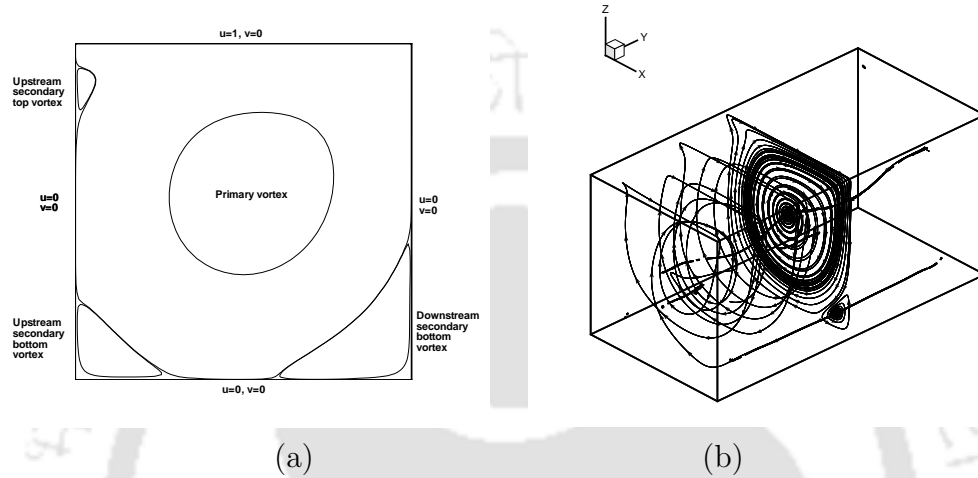 u=1, v=0
Upstream
secondary
top vortex
Primary vortex
u=0
v=0
u=0
v=0
Upstream
secondary
bottom
vortex
Downstream
secondary
bottom
vortex
u=0, v=0
Z
Y
X
(a)
(b)